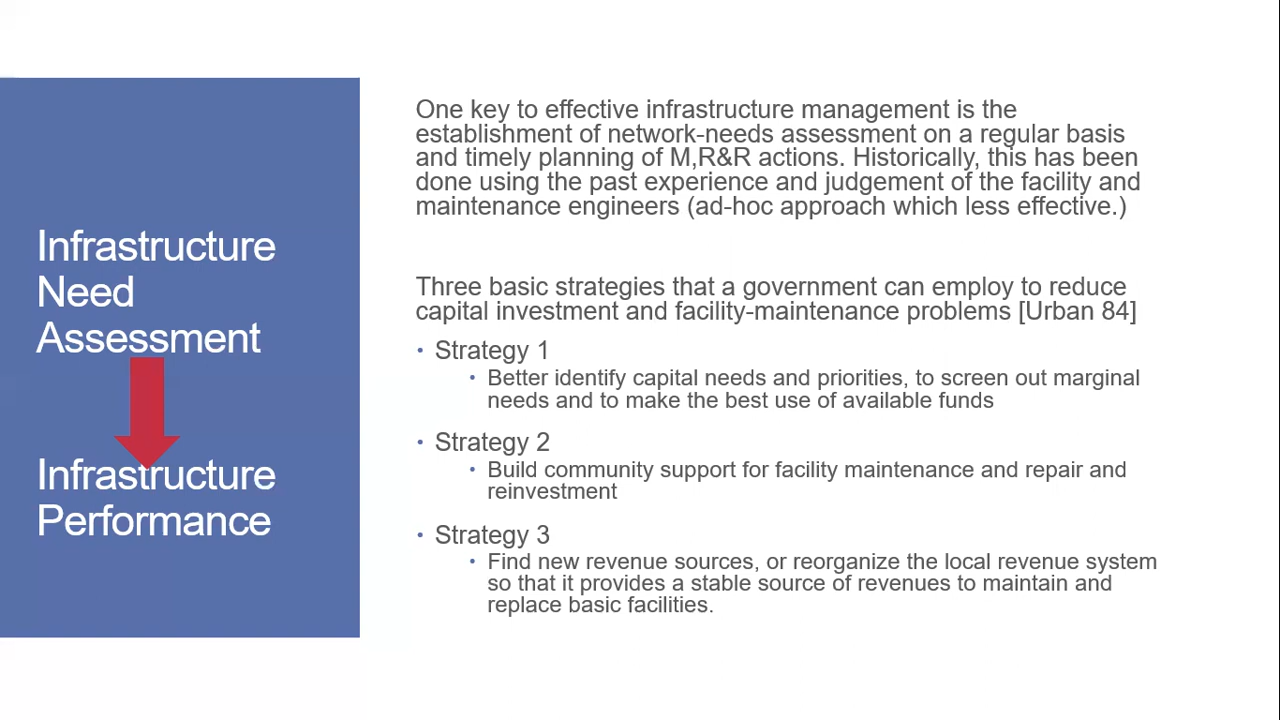 Infrastructure
Need
Assessment
Infrastructure
Performance
One key to effective infrastructure management is the
establishment of network-needs assessment on a regular basis
and timely planning of M,R&R actions. Historically, this has been
done using the past experience and judgement of the facility and
maintenance engineers (ad-hoc approach which less effective.)
Three basic strategies that a government can employ to reduce
capital investment and facility-maintenance problems [Urban 84]
• Strategy 1
• Better identify capital needs and priorities, to screen out marginal
needs and to make the best use of available funds
• Strategy 2
• Build community support for facility maintenance and repair and
reinvestment
• Strategy 3
• Find new revenue sources, or reorganize the local revenue system
so that it provides a stable source of revenues to maintain and
replace basic facilities.